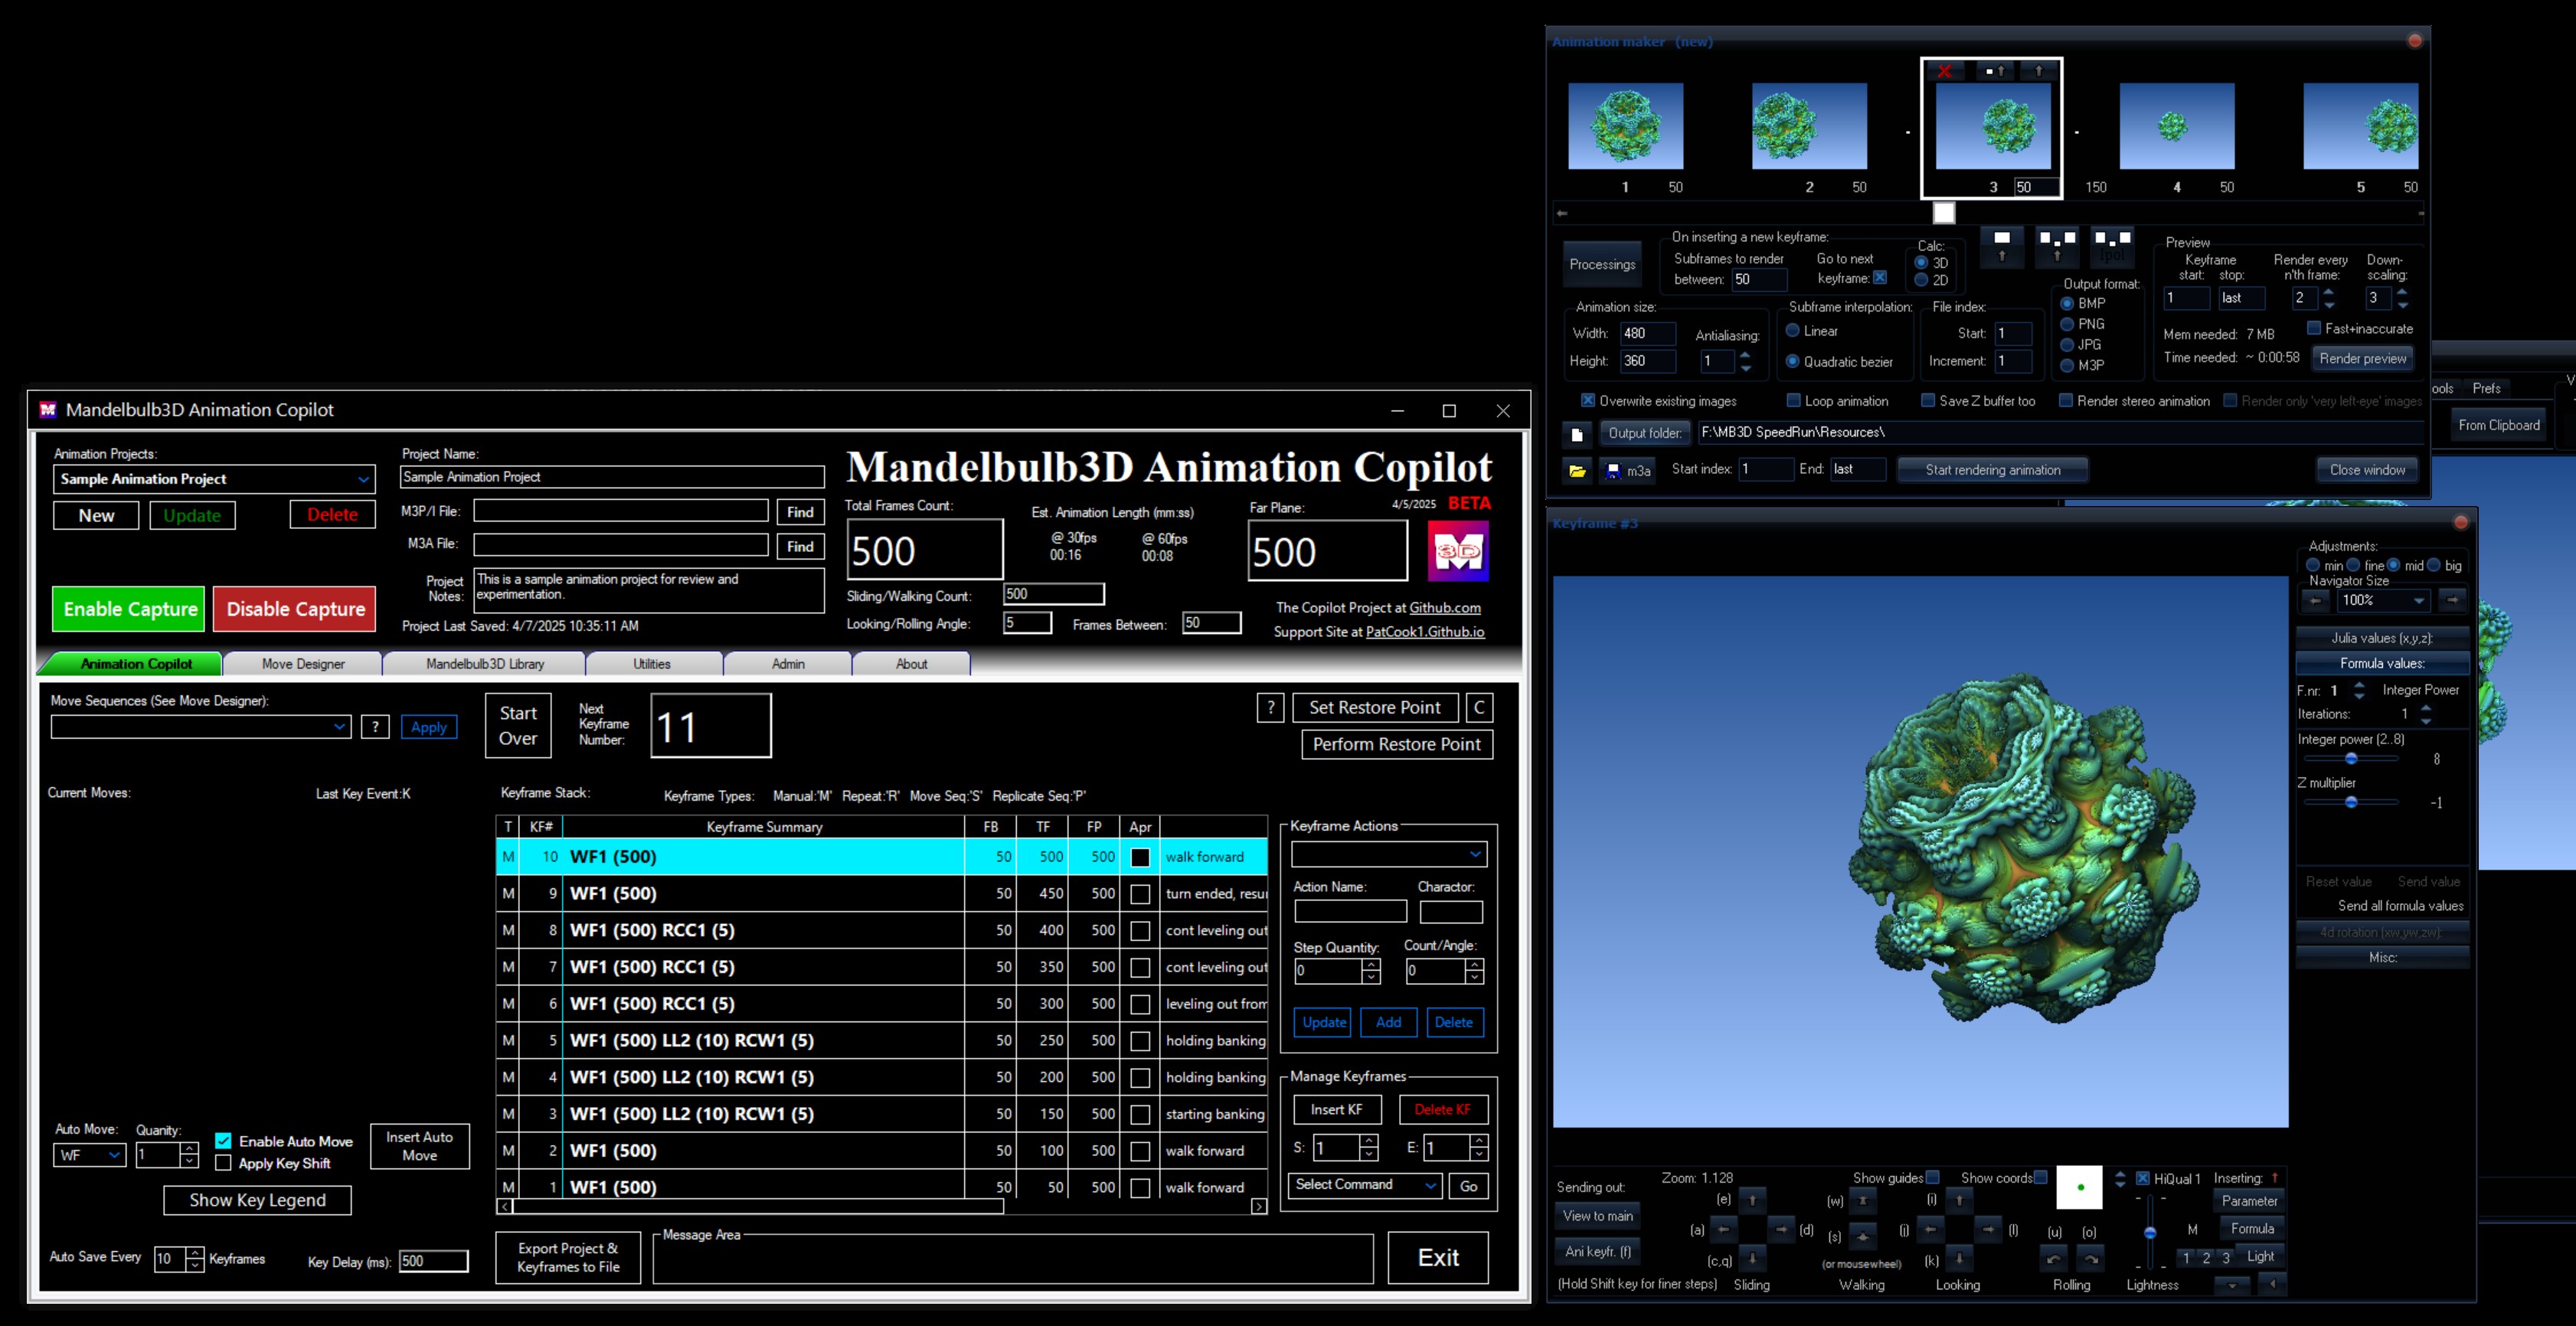 Mandelbulb3D Animation Copilot
Animation Projects:
Sample Animation Project
New
Update
Delete
Enable Capture
Disable Capture
Project Name:
Sample Animation Project
M3P/I File:
Find
M3A File:
Find
Project Notes:
This is a sample animation project for review and
experimentation.
Project Last Saved: 4/7/2025 10:35:11 AM
Mandelbulb3D Animation Copilot
4/5/2025 BETA
Total Frames Count:
500
Est. Animation Length (mm:ss)
@ 30fps @ 60fps
00:16 00:08
Far Plane:
500
M
3D
Sliding/Walking Count: 500
Looking/Rolling Angle: 5 Frames Between: 50
The Copilot Project at Github.com
Support Site at PatCook1.Github.io
Animation Copilot
Move Designer
Mandelbulb3D Library
Utilities
Admin
About
Move Sequences (See Move Designer):
?
Apply
Start
Over
Next
Keyframe
Number:
11
?
Set Restore Point
C
Perform Restore Point
Current Moves:
Last Key Event:K
Keyframe Stack:
Keyframe Types: Manual:'M' Repeat:'R' Move Seq:'S' Replicate Seq:'P'
T KF# Keyframe Summary FB TF FP Apr
M 10 WF1 (500) 50 500 500 walk forward
M 9 WF1 (500) 50 450 500 turn ended, resu
M 8 WF1 (500) RCC1 (5) 50 400 500 cont leveling out
M 7 WF1 (500) RCC1 (5) 50 350 500 cont leveling out
M 6 WF1 (500) RCC1 (5) 50 300 500 leveling out from
M 5 WF1 (500) LL2 (10) RCW1 (5) 50 250 500 holding banking
M 4 WF1 (500) LL2 (10) RCW1 (5) 50 200 500 holding banking
M 3 WF1 (500) LL2 (10) RCW1 (5) 50 150 500 starting banking
M 2 WF1 (500) 50 100 500 walk forward
M 1 WF1 (500) 50 50 500 walk forward
Keyframe Actions
Action Name: Charactor:
Step Quantity: Count/Angle:
0 0
Update
Add
Delete
Manage Keyframes
Insert KF
Delete KF
S: 1 E: 1
Select Command
Go
Auto Move: Quanity:
WF 1
Enable Auto Move
Apply Key Shift
Insert Auto
Move
Show Key Legend
Auto Save Every 10 Keyframes
Key Delay (ms): 500
Export Project &
Keyframes to File
Message Area
Exit
Animation maker (new)
1 50 2 50 3 50 150 4 50 5 50
Processings
On inserting a new keyframe:
Subframes to render
between: 50
Go to next
keyframe:
Calc:
3D
2D
Ipol
Output format:
BMP
PNG
JPG
M3P
Preview
Keyframe
start: stop:
1 last
Render every
n'th frame:
2
Down-
scaling:
3
Mem needed: 7 MB
Fast+inaccurate
Time needed: ~ 0:00:58
Render preview
Animation size:
Width: 480
Height: 360
Antialiasing:
1
Subframe interpolation:
Linear
Quadratic bezier
File index:
Start: 1
Increment: 1
Overwrite existing images
Loop animation
Save Z buffer too
Render stereo animation
Render only 'very left-eye' images
Output folder: F:\MB3D SpeedRun\Resources\
m3a
Start index: 1 End: last
Start rendering animation
Close window
ools
Prefs
V
From Clipboard
Keyframe #3
Adjustments:
min fine mid big
Navigator Size
100%
Julia values (x,y,z):
Formula values:
F.nr: 1 Integer Power
Iterations: 1
Integer power (2..8)
8
Z multiplier
-1
Reset value Send value
Send all formula values
4d rotation (xw,yw,zw):
Misc:
Sending out:
View to main
Ani keyfr. (f)
(Hold Shift key for finer steps)
Zoom: 1.128
(e)
(a) (d)
(c,q)
Sliding
(w)
(s)
(or mousewheel)
Walking
Show guides
Show coords
(i)
(j) (l)
(k)
Looking
(u) (o)
Rolling
HiQual 1
Lightness
Inserting:
Parameter
M Formula
1 2 3 Light